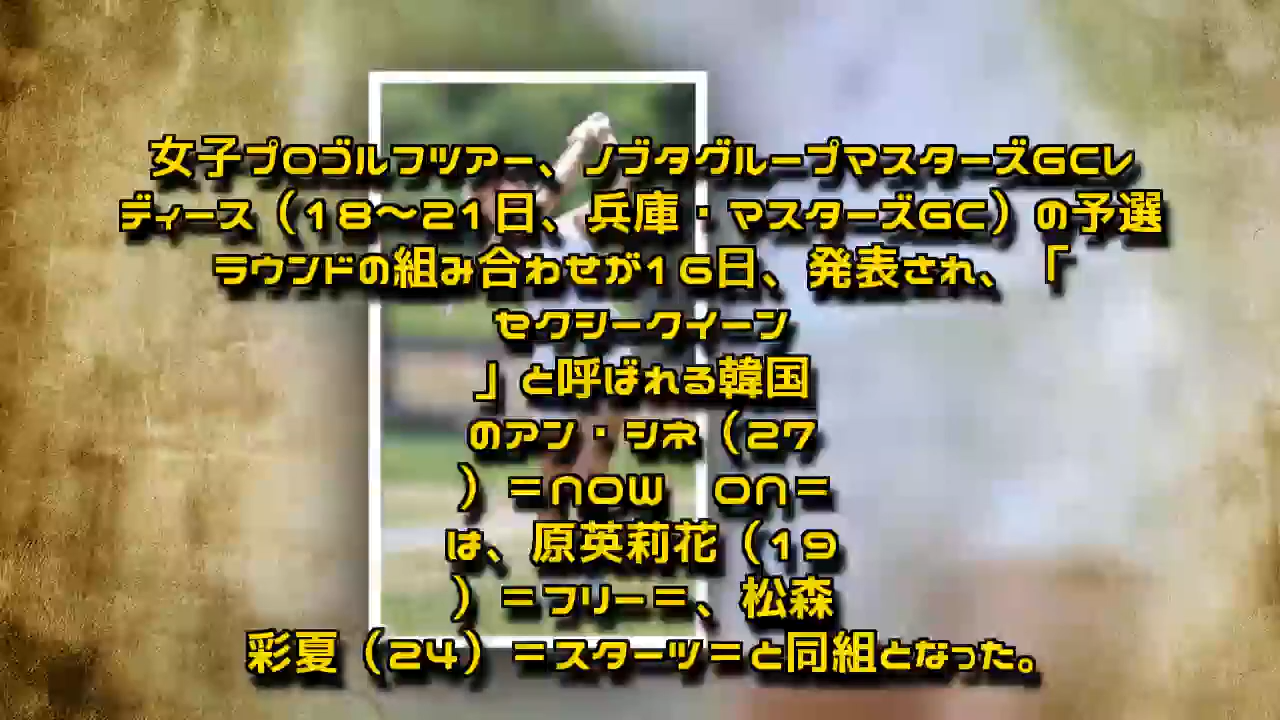 女子プロゴルフツアー、ノブタグループマスターズGCレ
ディース（18～21日、兵庫・マスターズGC）の予選
ラウンドの組み合わせが16日、発表され、「
セクシークイーン
」と呼ばれる韓国
のアン・シネ（27
）＝now　on＝
は、原英莉花（19
）＝フリー＝、松森
彩夏（24）＝スターツ＝と同組となった。